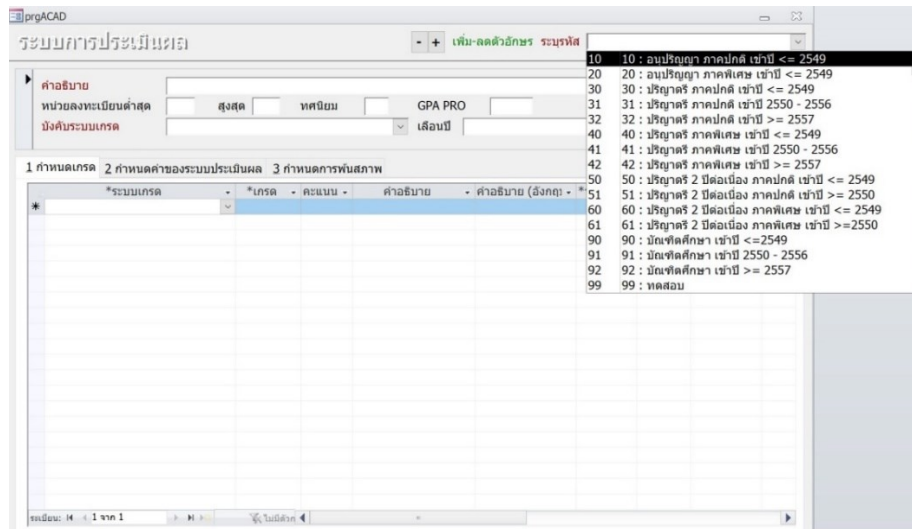 prgACAD
ระบบการประเมินผล
- + เพิ่ม-ลดตัวอักษร ระบุรหัส
10 10 : อนุปริญญา ภาคปกติ เข้าปี <= 2549
20 20 : อนุปริญญา ภาคพิเศษ เข้าปี <= 2549
30 30 : ปริญาตรี ภาคปกติ เข้าปี <= 2549
31 31 : ปริญาตรี ภาคปกติ เข้าปี 2550 - 2556
32 32 : ปริญาตรี ภาคปกติ เข้าปี >= 2557
40 40 : ปริญาตรี ภาคพิเศษ เข้าปี <= 2549
41 41 : ปริญาตรี ภาคพิเศษ เข้าปี 2550 - 2556
42 42 : ปริญาตรี ภาคพิเศษ เข้าปี >= 2557
50 50 : ปริญาตรี 2 ปีต่อเนื่อง ภาคปกติ เข้าปี <= 2549
51 51 : ปริญาตรี 2 ปีต่อเนื่อง ภาคปกติ เข้าปี >= 2550
60 60 : ปริญาตรี 2 ปีต่อเนื่อง ภาคพิเศษ เข้าปี <= 2549
61 61 : ปริญาตรี 2 ปีต่อเนื่อง ภาคพิเศษ เข้าปี >=2550
90 90 : บัณฑิตศึกษา เข้าปี <=2549
91 91 : บัณฑิตศึกษา เข้าปี 2550 - 2556
92 92 : บัณฑิตศึกษา เข้าปี >= 2557
99 99 : ทดสอบ
คำอธิบาย
หน่วยลงทะเบียนต่ำสุด สูงสุด ทศนิยม GPA PRO
บังคับระบบเกรด เลือนปี
1 กำหนดเกรด 2 กำหนดค่าของระบบประเมินผล 3 กำหนดการพ้นสภาพ
*ระบบเกรด *เกรด คะแนน คำอธิบาย คำอธิบาย (อังกฤ
ระเบียน: 1 จาก 1 ไม่มีตัวก